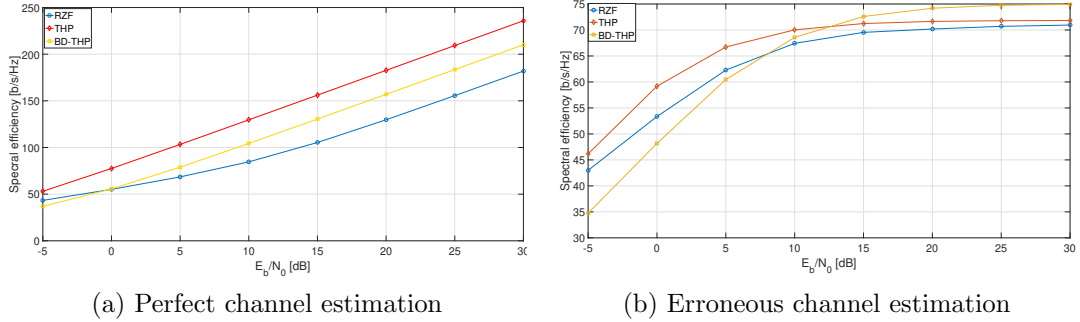 RZF
THP
BD-THP
250
200
150
100
50
0
Spectral efficiency [b/s/Hz]
-5 0 5 10 15 20 25 30
E_b/N_0 [dB]
(a) Perfect channel estimation
RZF
THP
BD-THP
75
70
65
60
55
50
45
40
35
30
Spectral efficiency [b/s/Hz]
-5 0 5 10 15 20 25 30
E_b/N_0 [dB]
(b) Erroneous channel estimation